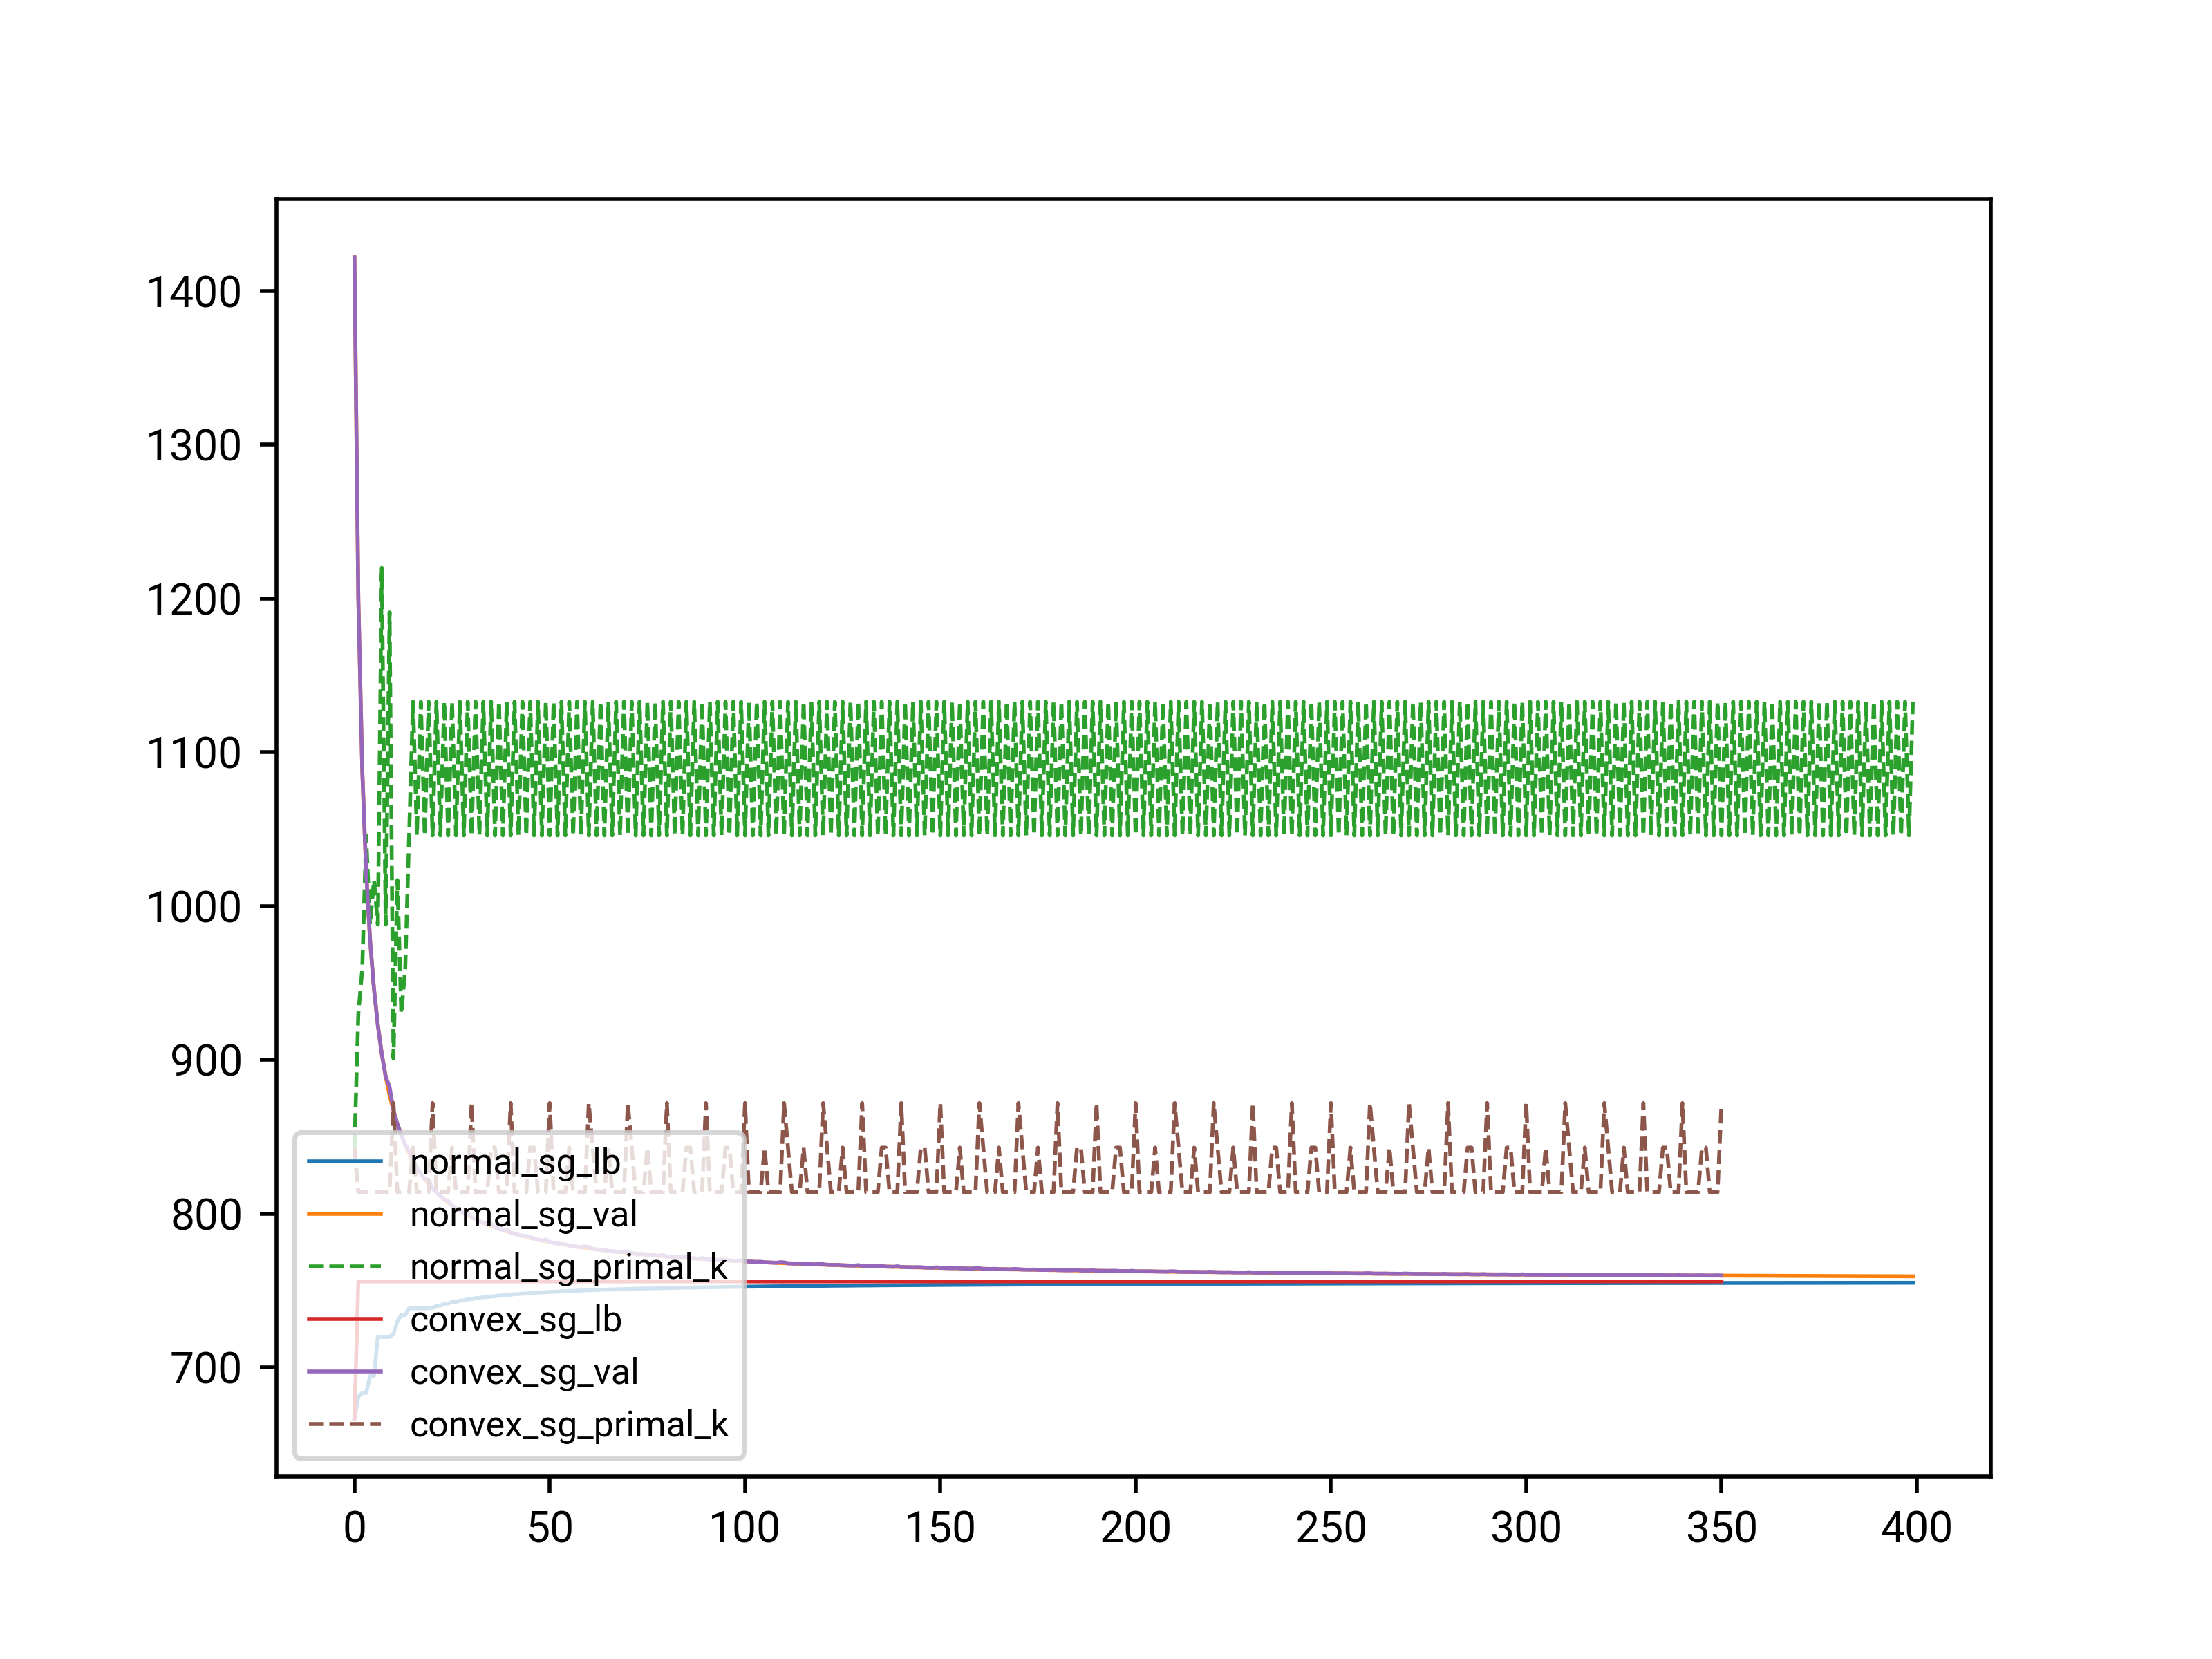 1400
1300
1200
1100
1000
900
800
700
normal_sg_lb
normal_sg_val
normal_sg_primal_k
convex_sg_lb
convex_sg_val
convex_sg_primal_k
0 50 100 150 200 250 300 350 400